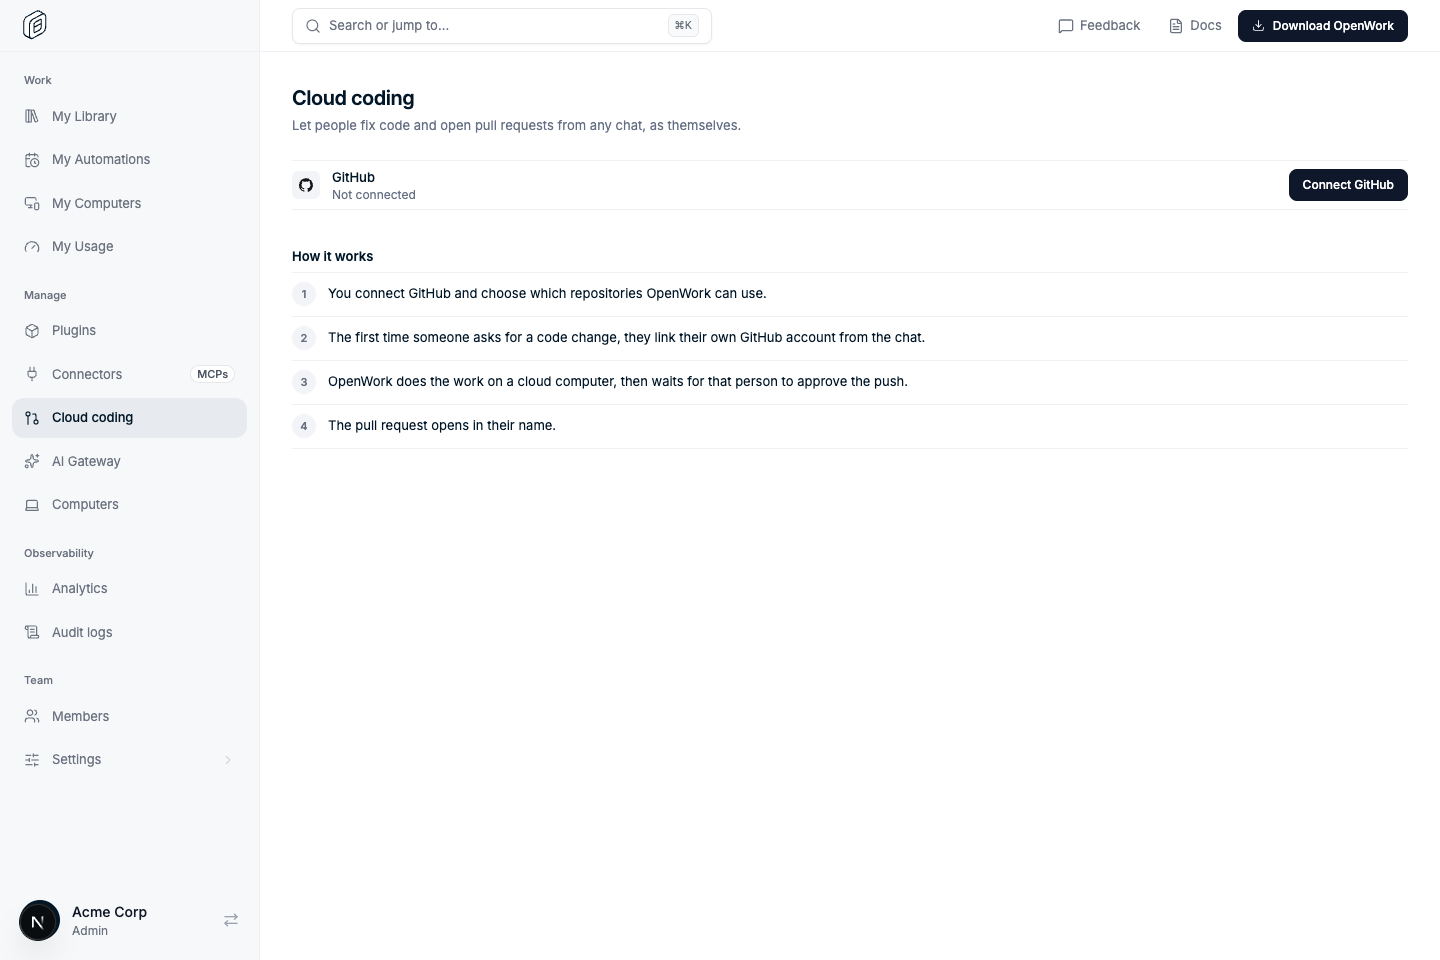 Search or jump to...
⌘K
Feedback
Docs
Download OpenWork
Work
My Library
My Automations
My Computers
My Usage
Manage
Plugins
Connectors
MCPs
Cloud coding
AI Gateway
Computers
Observability
Analytics
Audit logs
Team
Members
Settings
N
Acme Corp
Admin
Cloud coding
Let people fix code and open pull requests from any chat, as themselves.
GitHub
Not connected
Connect GitHub
How it works
1 You connect GitHub and choose which repositories OpenWork can use.
2 The first time someone asks for a code change, they link their own GitHub account from the chat.
3 OpenWork does the work on a cloud computer, then waits for that person to approve the push.
4 The pull request opens in their name.